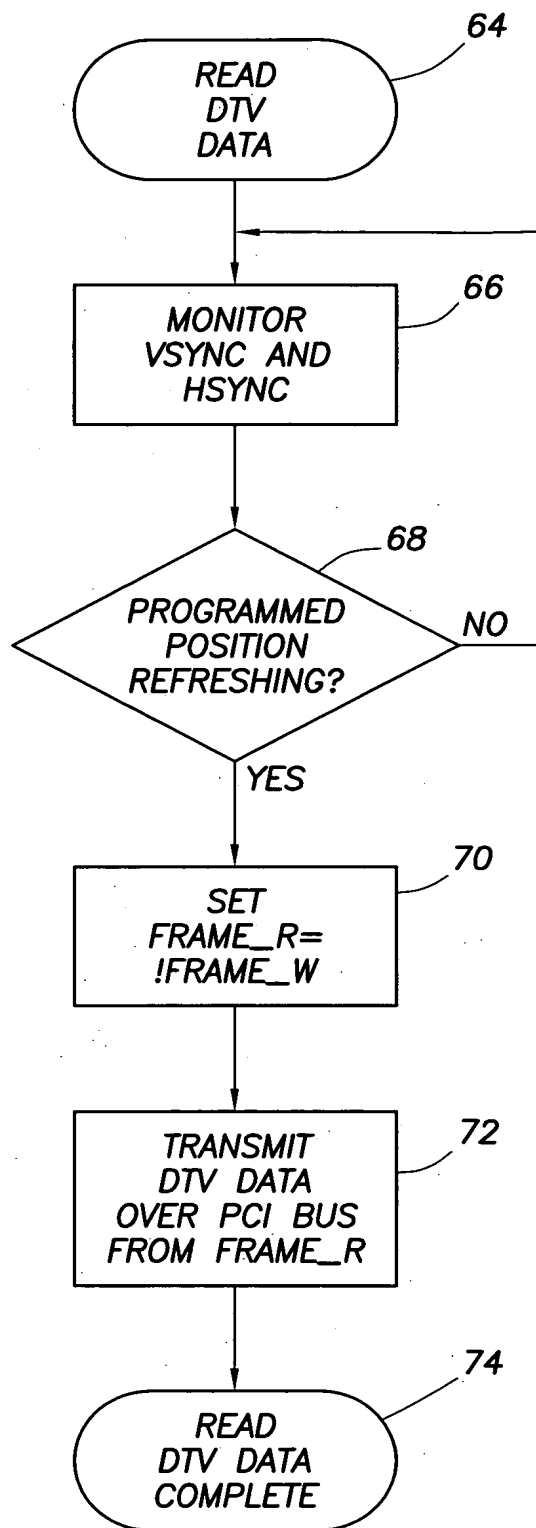 64
READ
DTV
DATA
66
MONITOR
VSYNC AND
HSYNC
68
PROGRAMMED
POSITION
REFRESHING?
NO
YES
70
SET
FRAME_R=
!FRAME_W
72
TRANSMIT
DTV DATA
OVER PCI BUS
FROM FRAME_R
74
READ
DTV DATA
COMPLETE